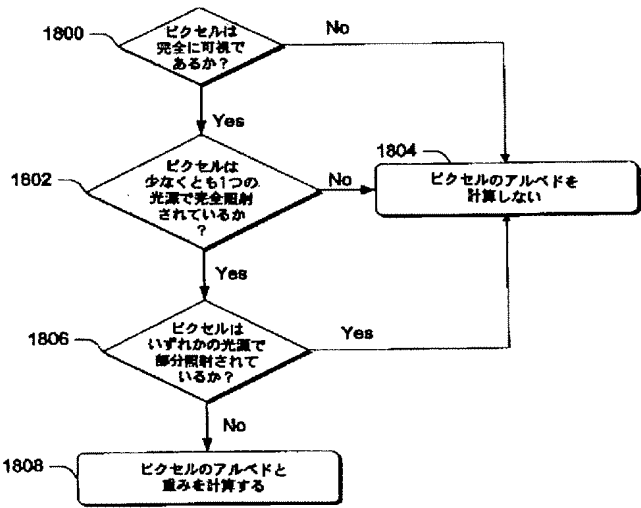 1800
ピクセルは
完全に可視で
あるか?
No
Yes
1802
ピクセルは
少なくとも1つの
光源で完全照射
されているか
?
No
1804
ピクセルのアルベドを
計算しない
Yes
1806
ピクセルは
いずれかの光源で
部分照射されて
いるか?
Yes
No
1808
ピクセルのアルベドと
重みを計算する